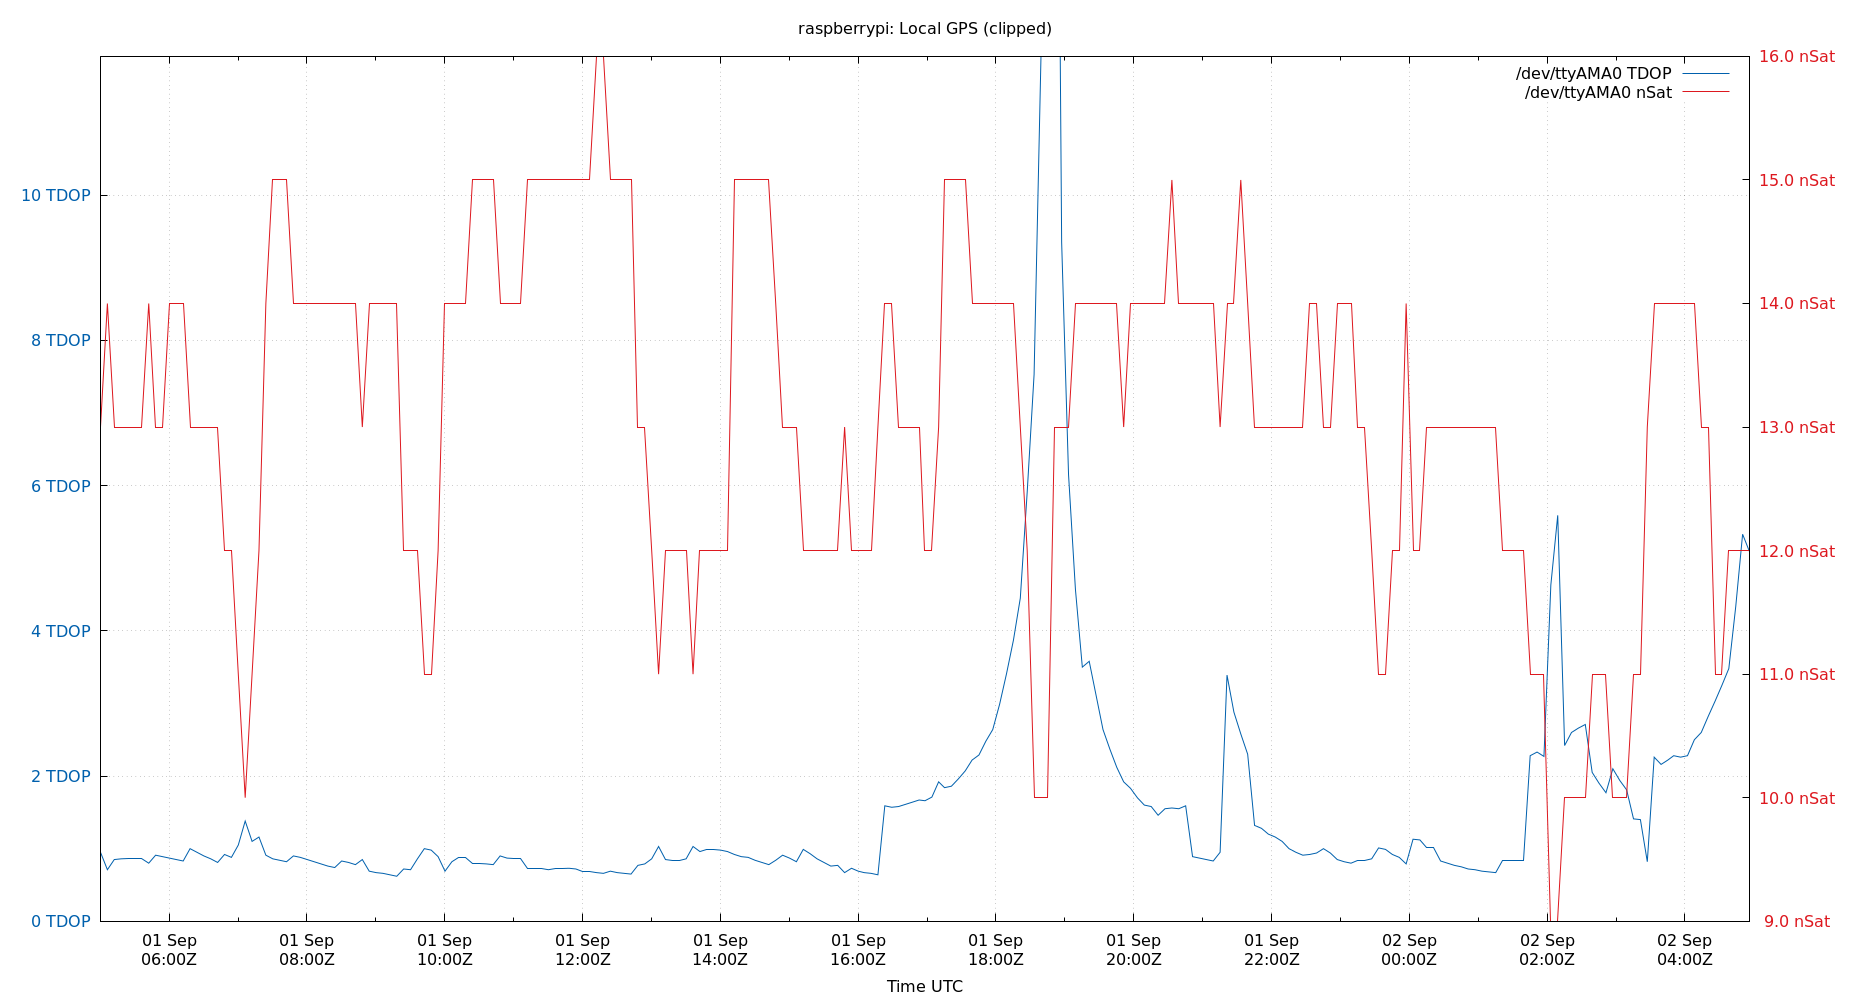 raspberrypi: Local GPS (clipped)
/dev/ttyAMA0 TDOP
/dev/ttyAMA0 nSat
10 TDOP
8 TDOP
6 TDOP
4 TDOP
2 TDOP
0 TDOP
16.0 nSat
15.0 nSat
14.0 nSat
13.0 nSat
12.0 nSat
11.0 nSat
10.0 nSat
9.0 nSat
01 Sep
06:00Z
01 Sep
08:00Z
01 Sep
10:00Z
01 Sep
12:00Z
01 Sep
14:00Z
01 Sep
16:00Z
01 Sep
18:00Z
01 Sep
20:00Z
01 Sep
22:00Z
02 Sep
00:00Z
02 Sep
02:00Z
02 Sep
04:00Z
Time UTC